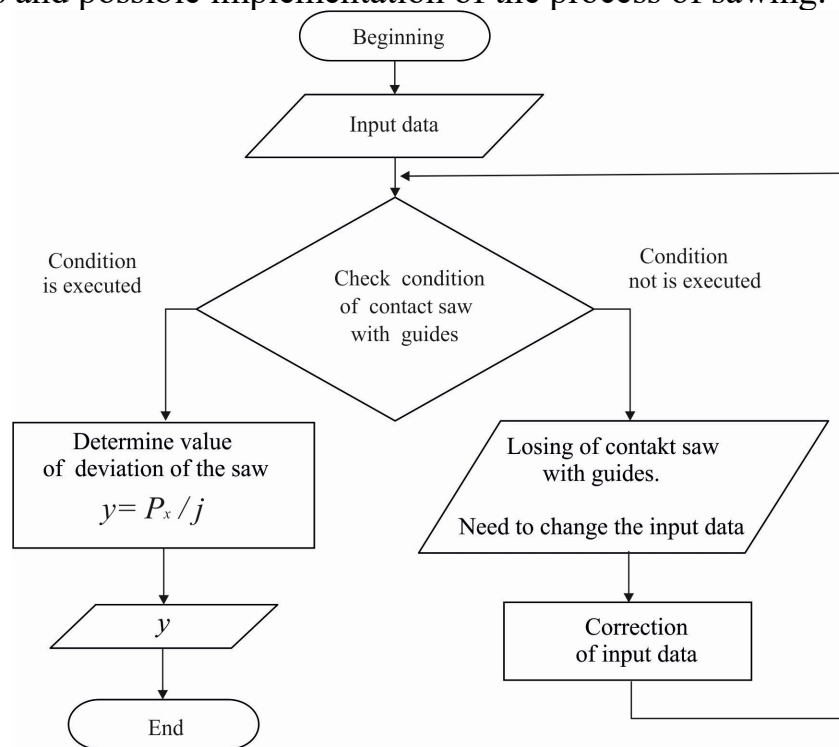 and possible implementation of the process of sawing.
Beginning
Input data
Condition
is executed
Condition
not is executed
Check condition
of contact saw
with guides
Determine value
of deviation of the saw
y= Pₓ / j
Losing of contakt saw
with guides.
Need to change the input data
y
Correction
of input data
End